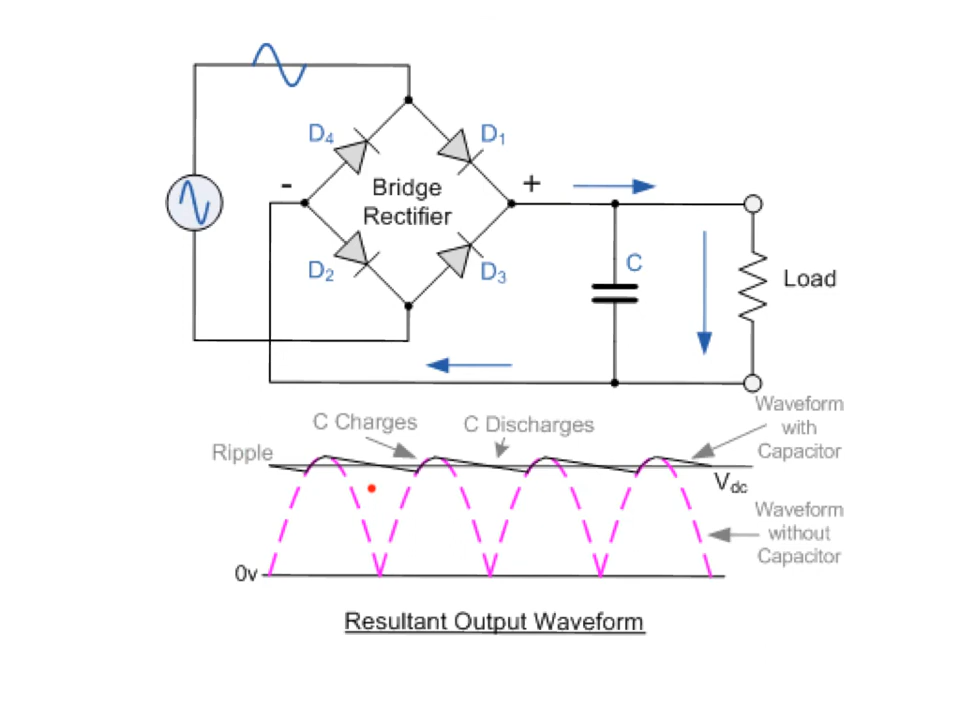 D4
D1
-
+
Bridge
Rectifier
D2
D3
C
Load
C Charges
C Discharges
Waveform
with
Capacitor
Ripple
Vdc
Waveform
without
Capacitor
0v
Resultant Output Waveform